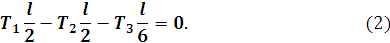 T₁ l/2 − T₂ l/2 − T₃ l/6 = 0. (2)